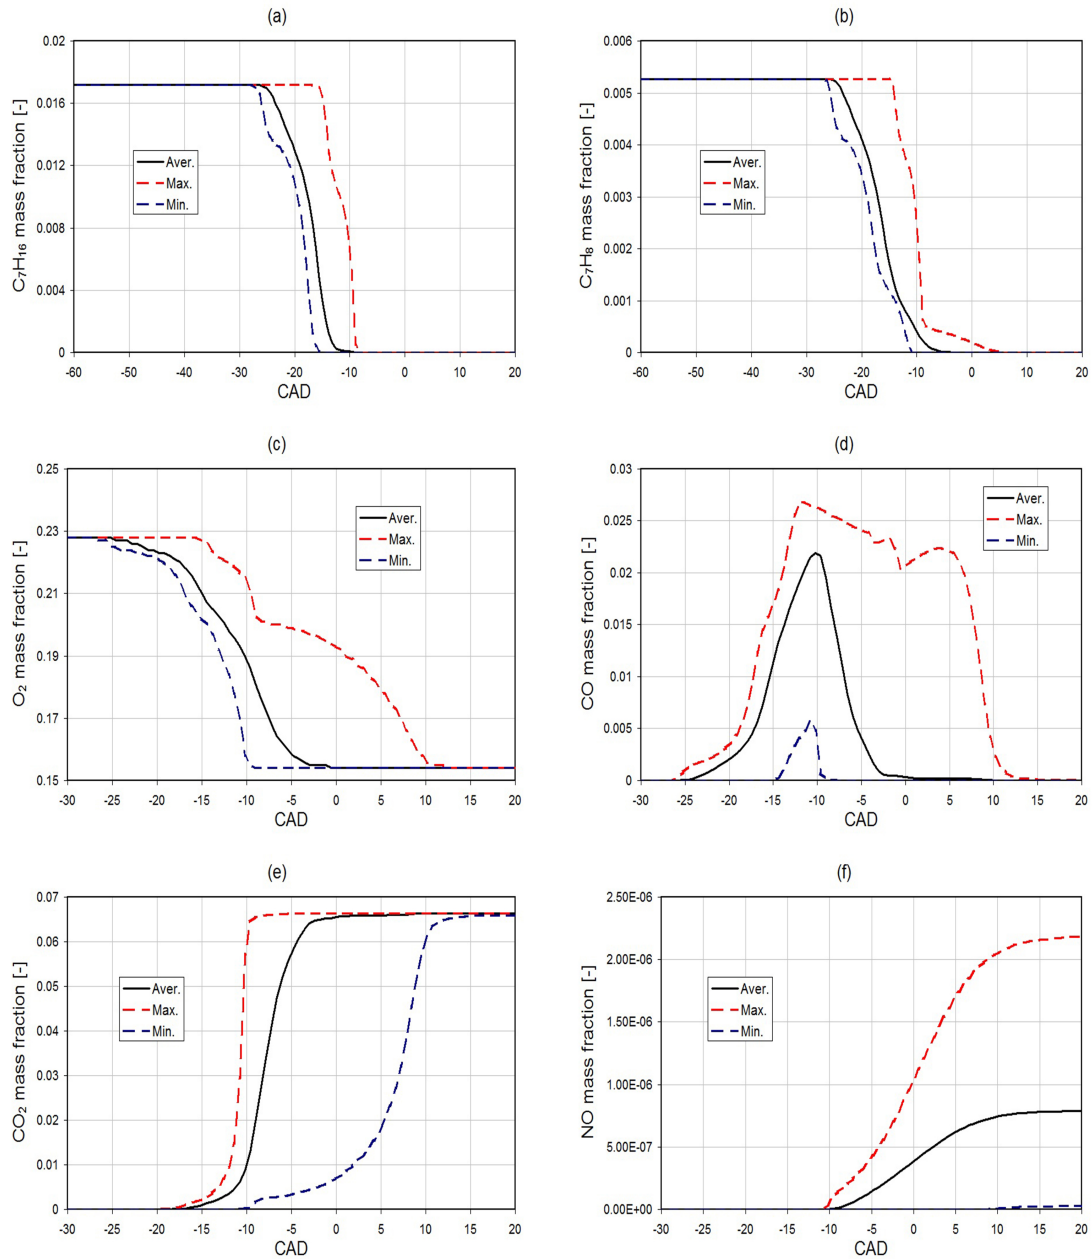 (a)
C₇H₁₆ mass fraction [-]
0.02
0.016
0.012
0.008
0.004
0
Aver.
Max.
Min.
-60 -50 -40 -30 -20 -10 0 10 20
CAD
(b)
C₇H₈ mass fraction [-]
0.006
0.005
0.004
0.003
0.002
0.001
0
Aver.
Max.
Min.
-60 -50 -40 -30 -20 -10 0 10 20
CAD
(c)
O₂ mass fraction [-]
0.25
0.23
0.21
0.19
0.17
0.15
Aver.
Max.
Min.
-30 -25 -20 -15 -10 -5 0 5 10 15 20
CAD
(d)
CO mass fraction [-]
0.03
0.025
0.02
0.015
0.01
0.005
0
Aver.
Max.
Min.
-30 -25 -20 -15 -10 -5 0 5 10 15 20
CAD
(e)
CO₂ mass fraction [-]
0.07
0.06
0.05
0.04
0.03
0.02
0.01
0
Aver.
Max.
Min.
-30 -25 -20 -15 -10 -5 0 5 10 15 20
CAD
(f)
NO mass fraction [-]
2.50E-06
2.00E-06
1.50E-06
1.00E-06
5.00E-07
0.00E+00
Aver.
Max.
Min.
-30 -25 -20 -15 -10 -5 0 5 10 15 20
CAD